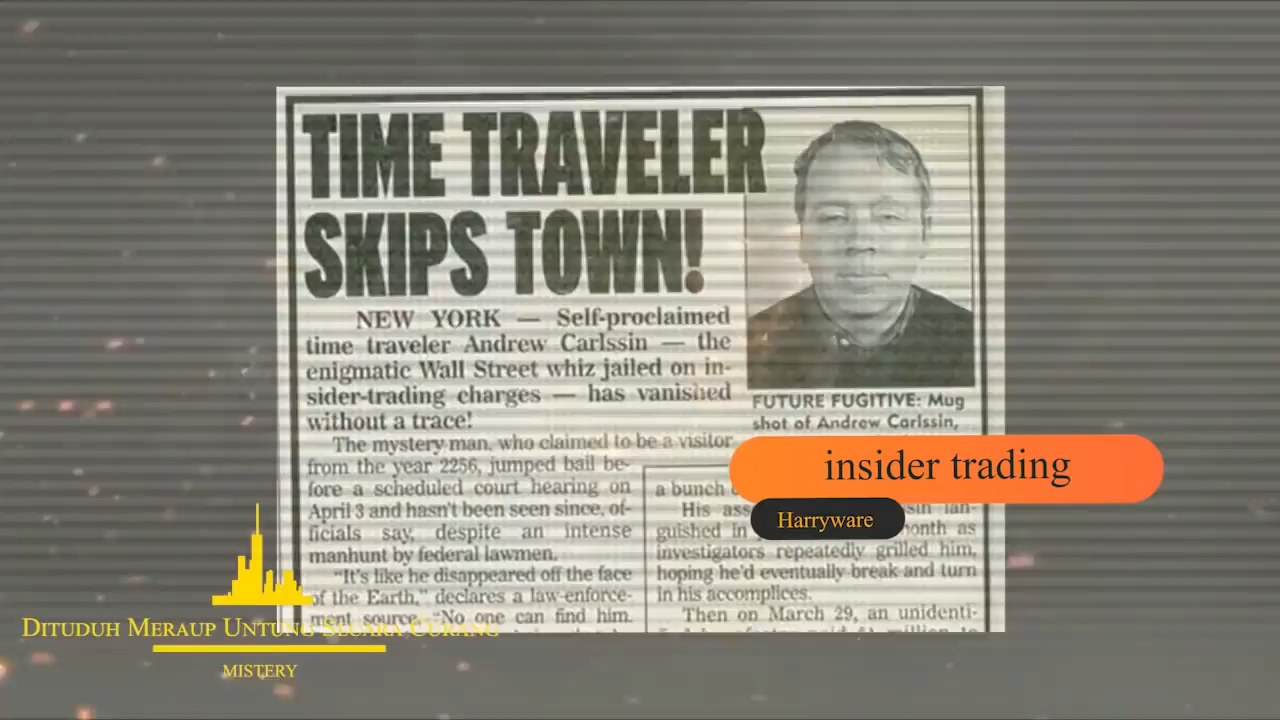 TIME TRAVELER
SKIPS TOWN!
NEW YORK — Self-proclaimed
time traveler Andrew Carlssin — the
enigmatic Wall Street whiz jailed on in-
sider-trading charges — has vanished
without a trace!
The mystery man, who claimed to be a visitor
from the year 2256, jumped bail be-
fore a scheduled court hearing on
April 3 and hasn't been seen since, of-
ficials say, despite an intense
manhunt by federal lawmen.
"It's like he disappeared off the face
of the Earth," declares a law-enforce-
ment source. "No one can find him.
FUTURE FUGITIVE: Mug
shot of Andrew Carlssin,
a bunch
His
guished in
investigators repeatedly grilled him,
hoping he'd eventually break and turn
in his accomplices.
Then on March 29, an unidenti-
insider trading
Harryware
DITUDUH MERAUP UNTUNG SECARA CURANG
MISTERY